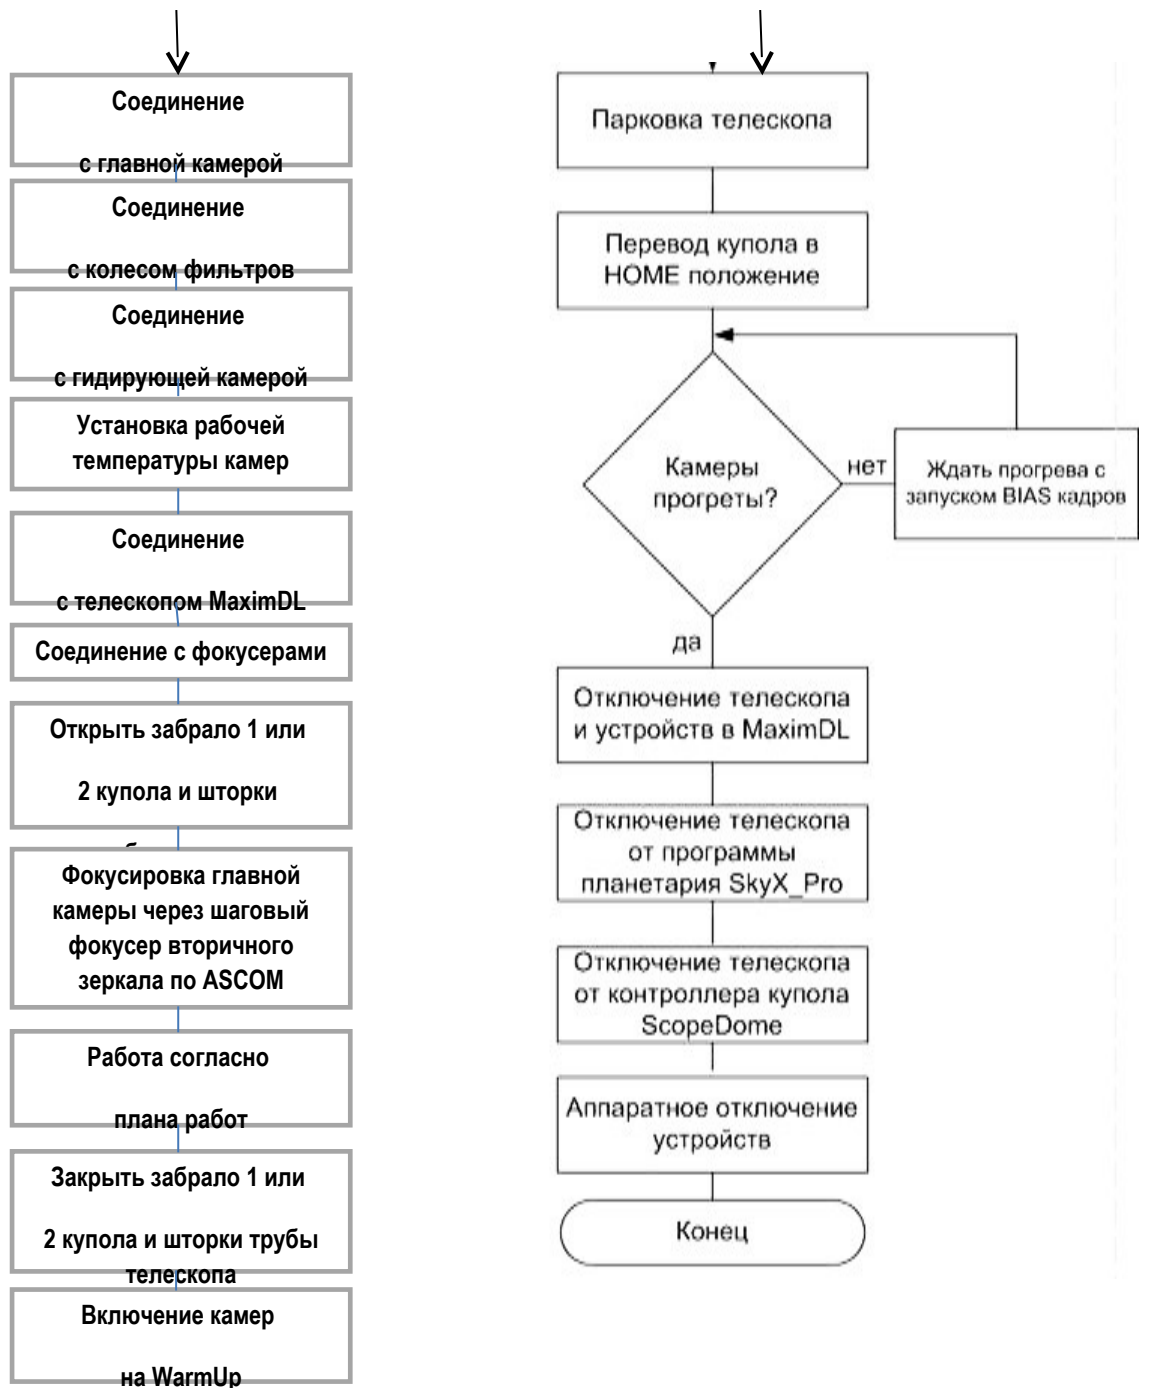 Соединение
с главной камерой
Соединение
с колесом фильтров
Соединение
с гидирующей камерой
Установка рабочей
температуры камер
Соединение
с телескопом MaximDL
Соединение с фокусерами
Открыть забрало 1 или
2 купола и шторки
Фокусировка главной
камеры через шаговый
фокусер вторичного
зеркала по ASCOM
Работа согласно
плана работ
Закрыть забрало 1 или
2 купола и шторки трубы
телескопа
Включение камер
на WarmUp
Парковка телескопа
Перевод купола в
HOME положение
Камеры
прогреты?
нет
Ждать прогрева с
запуском BIAS кадров
да
Отключение телескопа
и устройств в MaximDL
Отключение телескопа
от программы
планетария SkyX_Pro
Отключение телескопа
от контроллера купола
ScopeDome
Аппаратное отключение
устройств
Конец